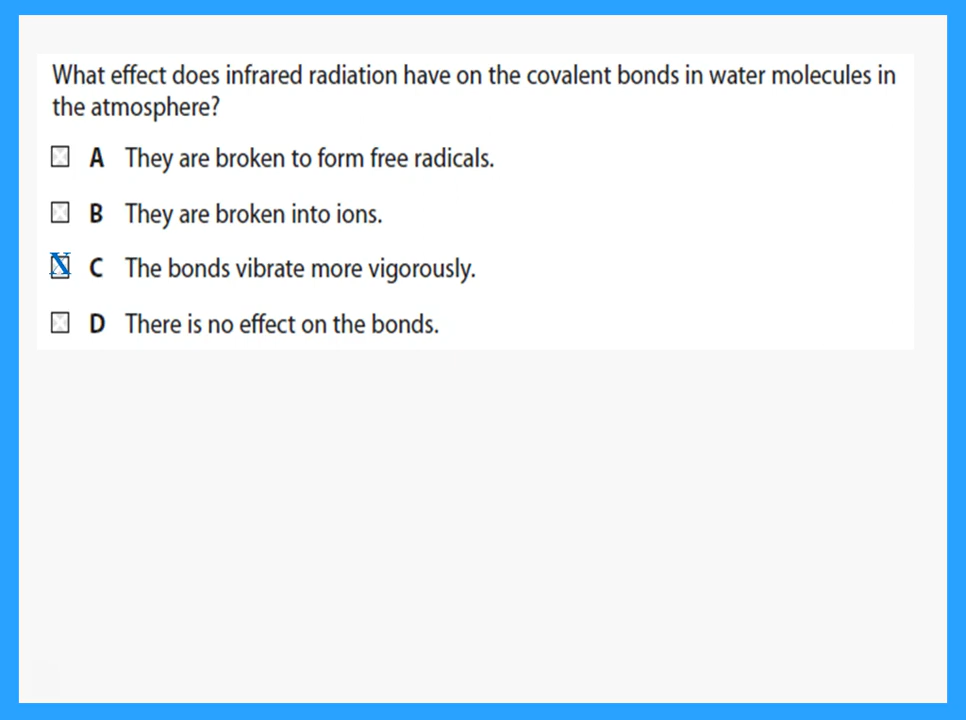 What effect does infrared radiation have on the covalent bonds in water molecules in
the atmosphere?
A They are broken to form free radicals.
B They are broken into ions.
X C The bonds vibrate more vigorously.
D There is no effect on the bonds.